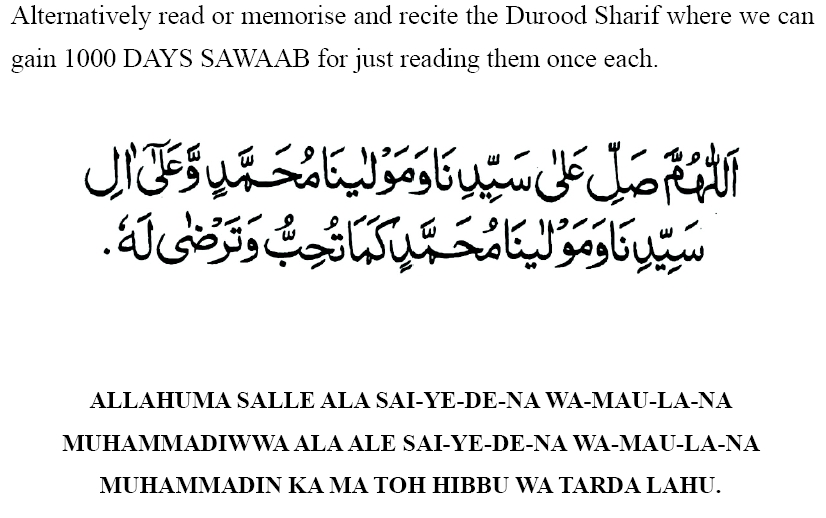 Alternatively read or memorise and recite the Durood Sharif where we can
gain 1000 DAYS SAWAAB for just reading them once each.
اَللّٰهُمَّ صَلِّ عَلٰى سَيِّدِنَا وَمَوْلٰينَا مُحَمَّدٍ وَّعَلٰٓى اٰلِ
سَيِّدِنَا وَمَوْلٰينَا مُحَمَّدٍ كَمَا تُحِبُّ وَتَرْضٰى لَهٗ.
ALLAHUMA SALLE ALA SAI-YE-DE-NA WA-MAU-LA-NA
MUHAMMADIWWA ALA ALE SAI-YE-DE-NA WA-MAU-LA-NA
MUHAMMADIN KA MA TOH HIBBU WA TARDA LAHU.